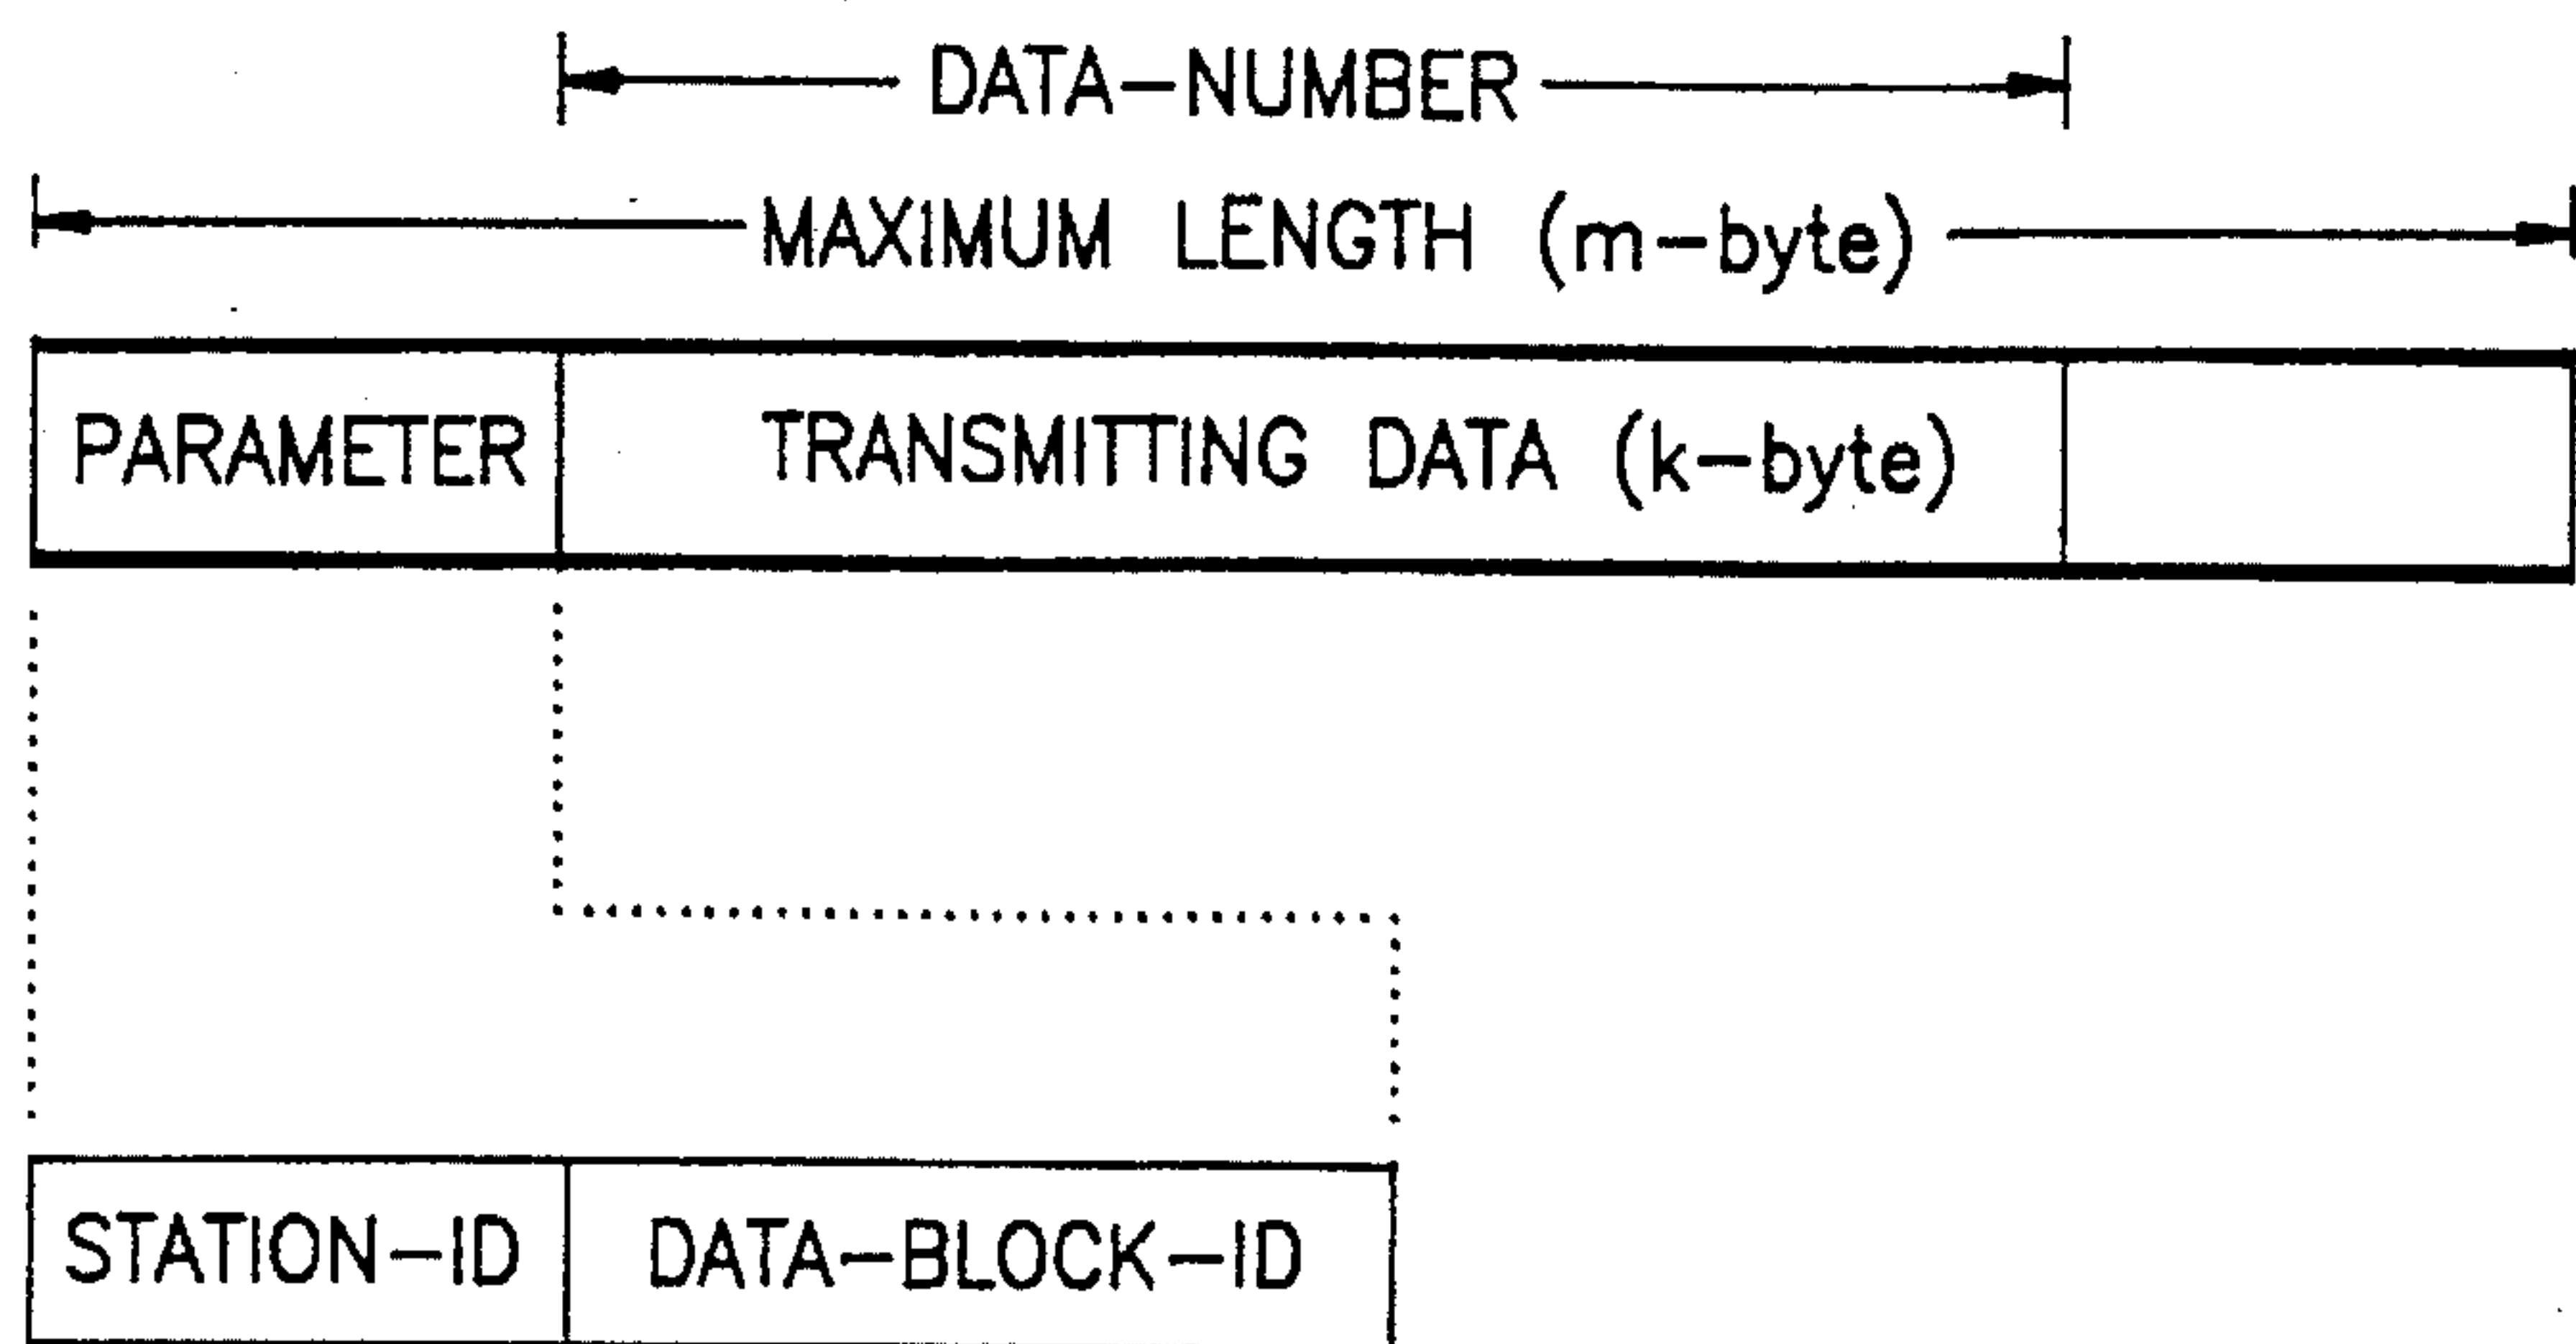 DATA-NUMBER
MAXIMUM LENGTH (m-byte)
PARAMETER TRANSMITTING DATA (k-byte)
STATION-ID DATA-BLOCK-ID